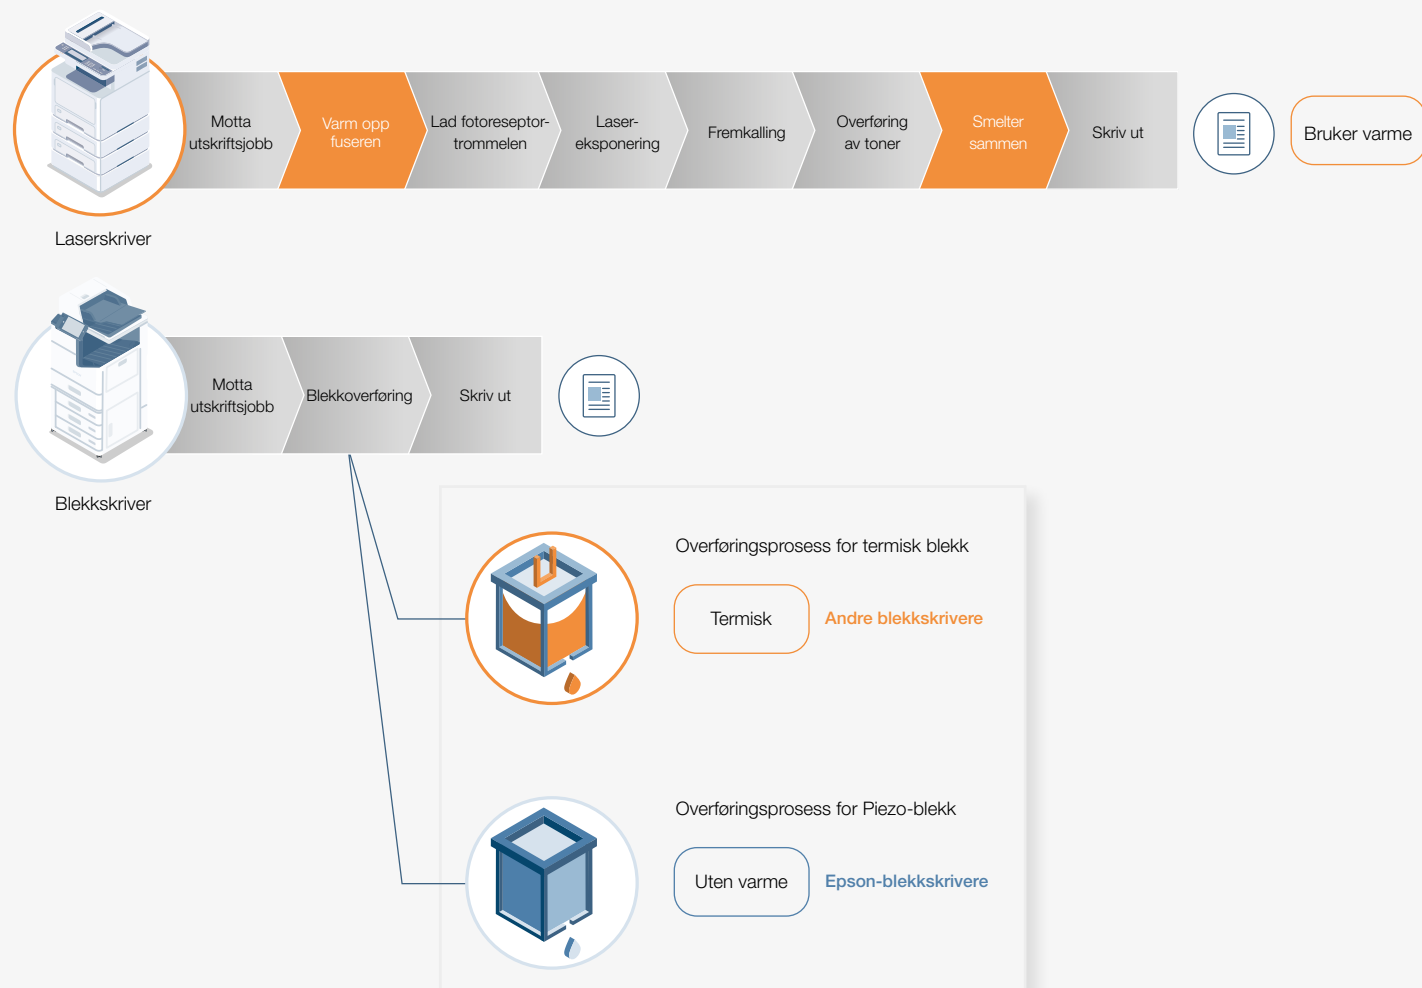 Motta
utskriftsjobb
Varm opp
fuseren
Lad fotoreseptor-
trommelen
Laser-
eksponering
Fremkalling
Overføring
av toner
Smelter
sammen
Skriv ut
Bruker varme
Laserskriver
Motta
utskriftsjobb
Blekkoverføring
Skriv ut
Blekkskriver
Overføringsprosess for termisk blekk
Termisk
Andre blekkskrivere
Overføringsprosess for Piezo-blekk
Uten varme
Epson-blekkskrivere